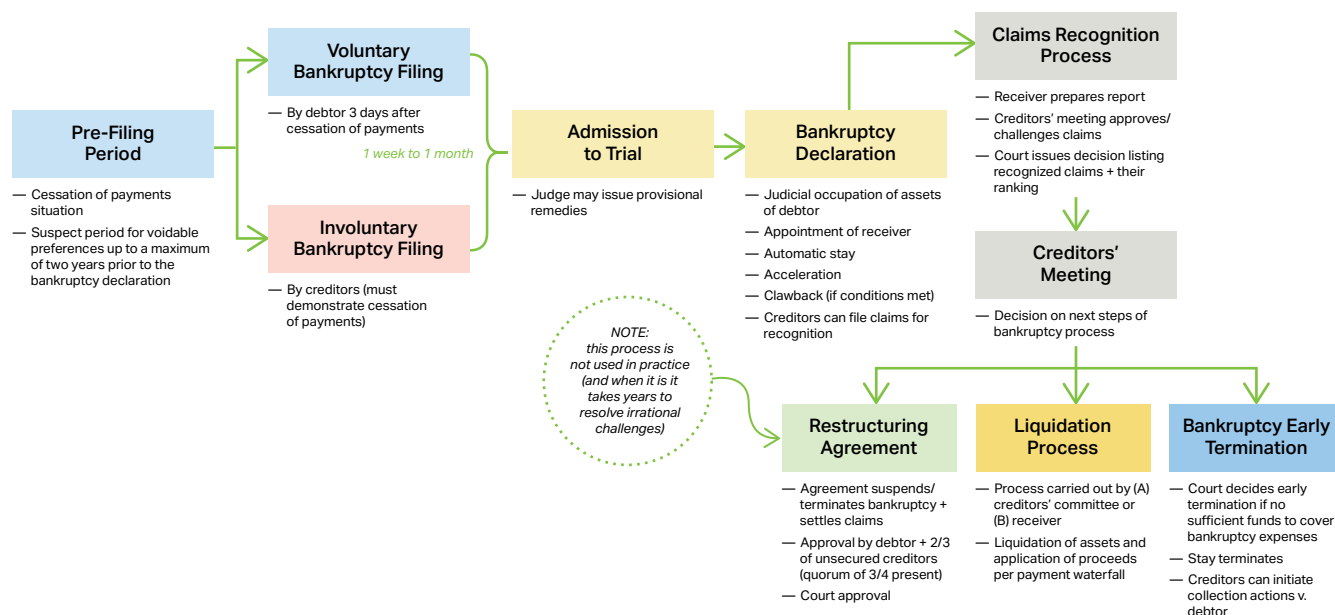 Pre-Filing
Period
— Cessation of payments
situation
— Suspect period for voidable
preferences up to a maximum
of two years prior to the
bankruptcy declaration
Voluntary
Bankruptcy Filing
— By debtor 3 days after
cessation of payments
1 week to 1 month
Involuntary
Bankruptcy Filing
— By creditors (must
demonstrate cessation
of payments)
Admission
to Trial
— Judge may issue provisional
remedies
Bankruptcy
Declaration
— Judicial occupation of assets
of debtor
— Appointment of receiver
— Automatic stay
— Acceleration
— Clawback (if conditions met)
— Creditors can file claims for
recognition
Claims Recognition
Process
— Receiver prepares report
— Creditors’ meeting approves/
challenges claims
— Court issues decision listing
recognized claims + their
ranking
Creditors’
Meeting
— Decision on next steps of
bankruptcy process
NOTE:
this process is
not used in practice
(and when it is it
takes years to
resolve irrational
challenges)
Restructuring
Agreement
— Agreement suspends/
terminates bankruptcy +
settles claims
— Approval by debtor + 2/3
of unsecured creditors
(quorum of 3/4 present)
— Court approval
Liquidation
Process
— Process carried out by (A)
creditors’ committee or
(B) receiver
— Liquidation of assets and
application of proceeds
per payment waterfall
Bankruptcy Early
Termination
— Court decides early
termination if no
sufficient funds to cover
bankruptcy expenses
— Stay terminates
— Creditors can initiate
collection actions v.
debtor